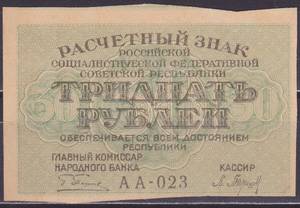 РАСЧЕТНЫЙ ЗНАК
РОССИЙСКОЙ
СОЦИАЛИСТИЧЕСКОЙ ФЕДЕРАТИВНОЙ
СОВЕТСКОЙ РЕСПУБЛИКИ
ТРИДЦАТЬ
РУБЛЕЙ
ОБЕСПЕЧИВАЕТСЯ ВСЕМ ДОСТОЯНИЕМ
РЕСПУБЛИКИ
ГЛАВНЫЙ КОМИССАР
НАРОДНОГО БАНКА
КАССИР
АА-023